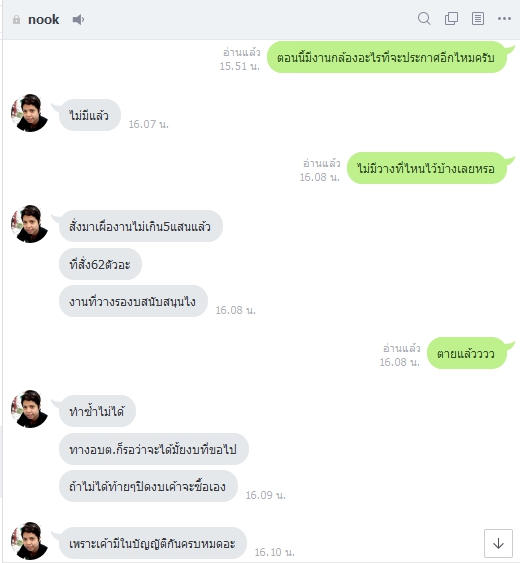 nook
อ่านแล้ว
15.51 น.
ตอนนี้มีงานกล้องอะไรที่จะประกาศอีกไหมครับ
ไม่มีแล้ว
16.07 น.
อ่านแล้ว
16.08 น.
ไม่มีวางที่ไหนไว้บ้างเลยหรอ
สั่งมาเผื่องานไม่เกิน5แสนแล้ว
ที่สั่ง62ตัวอะ
งานที่วางรองบสนับสนุนไง
16.08 น.
อ่านแล้ว
16.08 น.
ตายแล้วววว
ทำซ้ำไม่ได้
ทางอบต.ก็รอว่าจะได้มั้ยงบที่ขอไป
ถ้าไม่ได้ท้ายๆปิดงบเค้าจะซื้อเอง
16.09 น.
เพราะเค้ามีในบัญญัติกันครบหมดอะ
16.10 น.